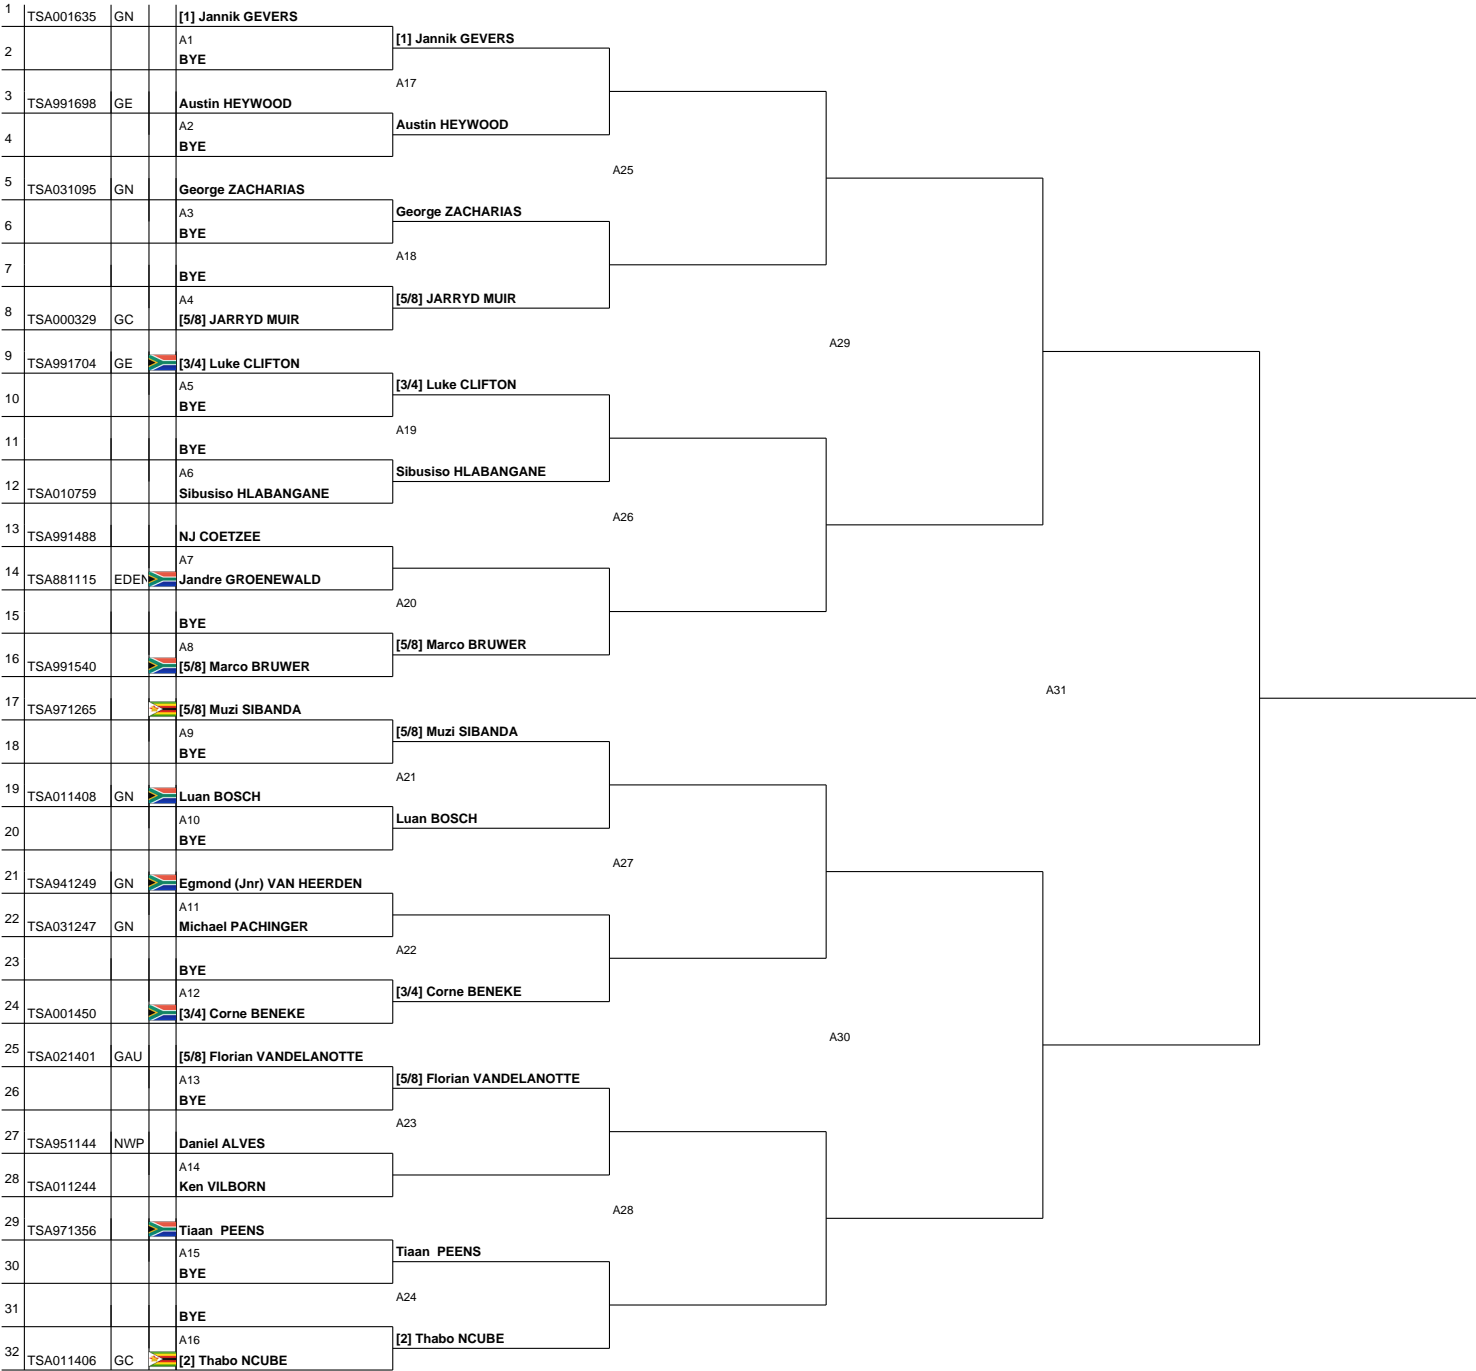 1 TSA001635 GN [1] Jannik GEVERS
A1 [1] Jannik GEVERS
2 BYE
A17
3 TSA991698 GE Austin HEYWOOD
A2 Austin HEYWOOD
4 BYE
A25
5 TSA031095 GN George ZACHARIAS
A3 George ZACHARIAS
6 BYE
A18
7 BYE
A4 [5/8] JARRYD MUIR
8 TSA000329 GC [5/8] JARRYD MUIR
A29
9 TSA991704 GE [3/4] Luke CLIFTON
A5 [3/4] Luke CLIFTON
10 BYE
A19
11 BYE
A6 Sibusiso HLABANGANE
12 TSA010759 Sibusiso HLABANGANE
A26
13 TSA991488 NJ COETZEE
A7
14 TSA881115 EDEN Jandre GROENEWALD
A20
15 BYE
A8 [5/8] Marco BRUWER
16 TSA991540 [5/8] Marco BRUWER
A31
17 TSA971265 [5/8] Muzi SIBANDA
A9 [5/8] Muzi SIBANDA
18 BYE
A21
19 TSA011408 GN Luan BOSCH
A10 Luan BOSCH
20 BYE
A27
21 TSA941249 GN Egmond (Jnr) VAN HEERDEN
A11
22 TSA031247 GN Michael PACHINGER
A22
23 BYE
A12 [3/4] Corne BENEKE
24 TSA001450 [3/4] Corne BENEKE
A30
25 TSA021401 GAU [5/8] Florian VANDELANOTTE
A13 [5/8] Florian VANDELANOTTE
26 BYE
A23
27 TSA951144 NWP Daniel ALVES
A14
28 TSA011244 Ken VILBORN
A28
29 TSA971356 Tiaan PEENS
A15 Tiaan PEENS
30 BYE
A24
31 BYE
A16 [2] Thabo NCUBE
32 TSA011406 GC [2] Thabo NCUBE